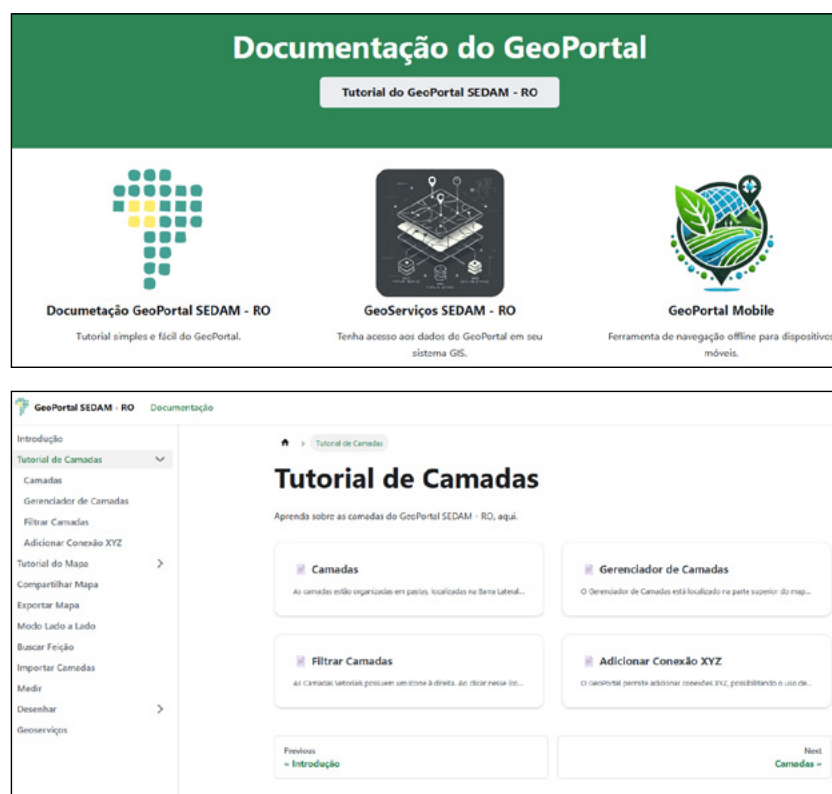 Documentação do GeoPortal
Tutorial do GeoPortal SEDAM - RO
Documetação GeoPortal SEDAM - RO
Tutorial simples e fácil do GeoPortal.
GeoServiços SEDAM - RO
Tenha acesso aos dados do GeoPortal em seu
sistema GIS.
GeoPortal Mobile
Ferramenta de navegação offline para dispositivos
móveis.
GeoPortal SEDAM - RO Documentação
Introdução
Tutorial de Camadas
Camadas
Gerenciador de Camadas
Filtrar Camadas
Adicionar Conexão XYZ
Tutorial do Mapa
Compartilhar Mapa
Exportar Mapa
Modo Lado a Lado
Buscar Feição
Importar Camadas
Medir
Desenhar
Geoserviços
Tutorial de Camadas
Tutorial de Camadas
Aprenda sobre as camadas do GeoPortal SEDAM - RO, aqui.
Camadas
As camadas estão organizadas em pastas, localizadas na Barra Lateral...
Gerenciador de Camadas
O Gerenciador de Camadas está localizado na parte superior do map...
Filtrar Camadas
As Camadas Vetoriais possuem um ícone à direita. Ao clicar nesse íco...
Adicionar Conexão XYZ
O GeoPortal permite adicionar conexões XYZ, possibilitando o uso de...
Previous
« Introdução
Next
Camadas »